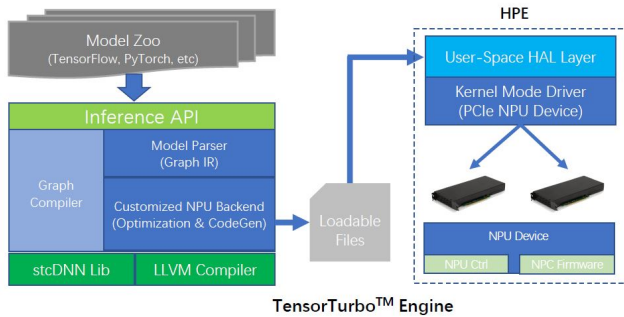 HPE
Model Zoo
(TensorFlow, PyTorch, etc)
Inference API
Graph
Compiler
Model Parser
(Graph IR)
Customized NPU Backend
(Optimization & CodeGen)
stcDNN Lib
LLVM Compiler
Loadable
Files
User-Space HAL Layer
Kernel Mode Driver
(PCIe NPU Device)
NPU Device
NPU Ctrl
NPC Firmware
TensorTurbo™ Engine